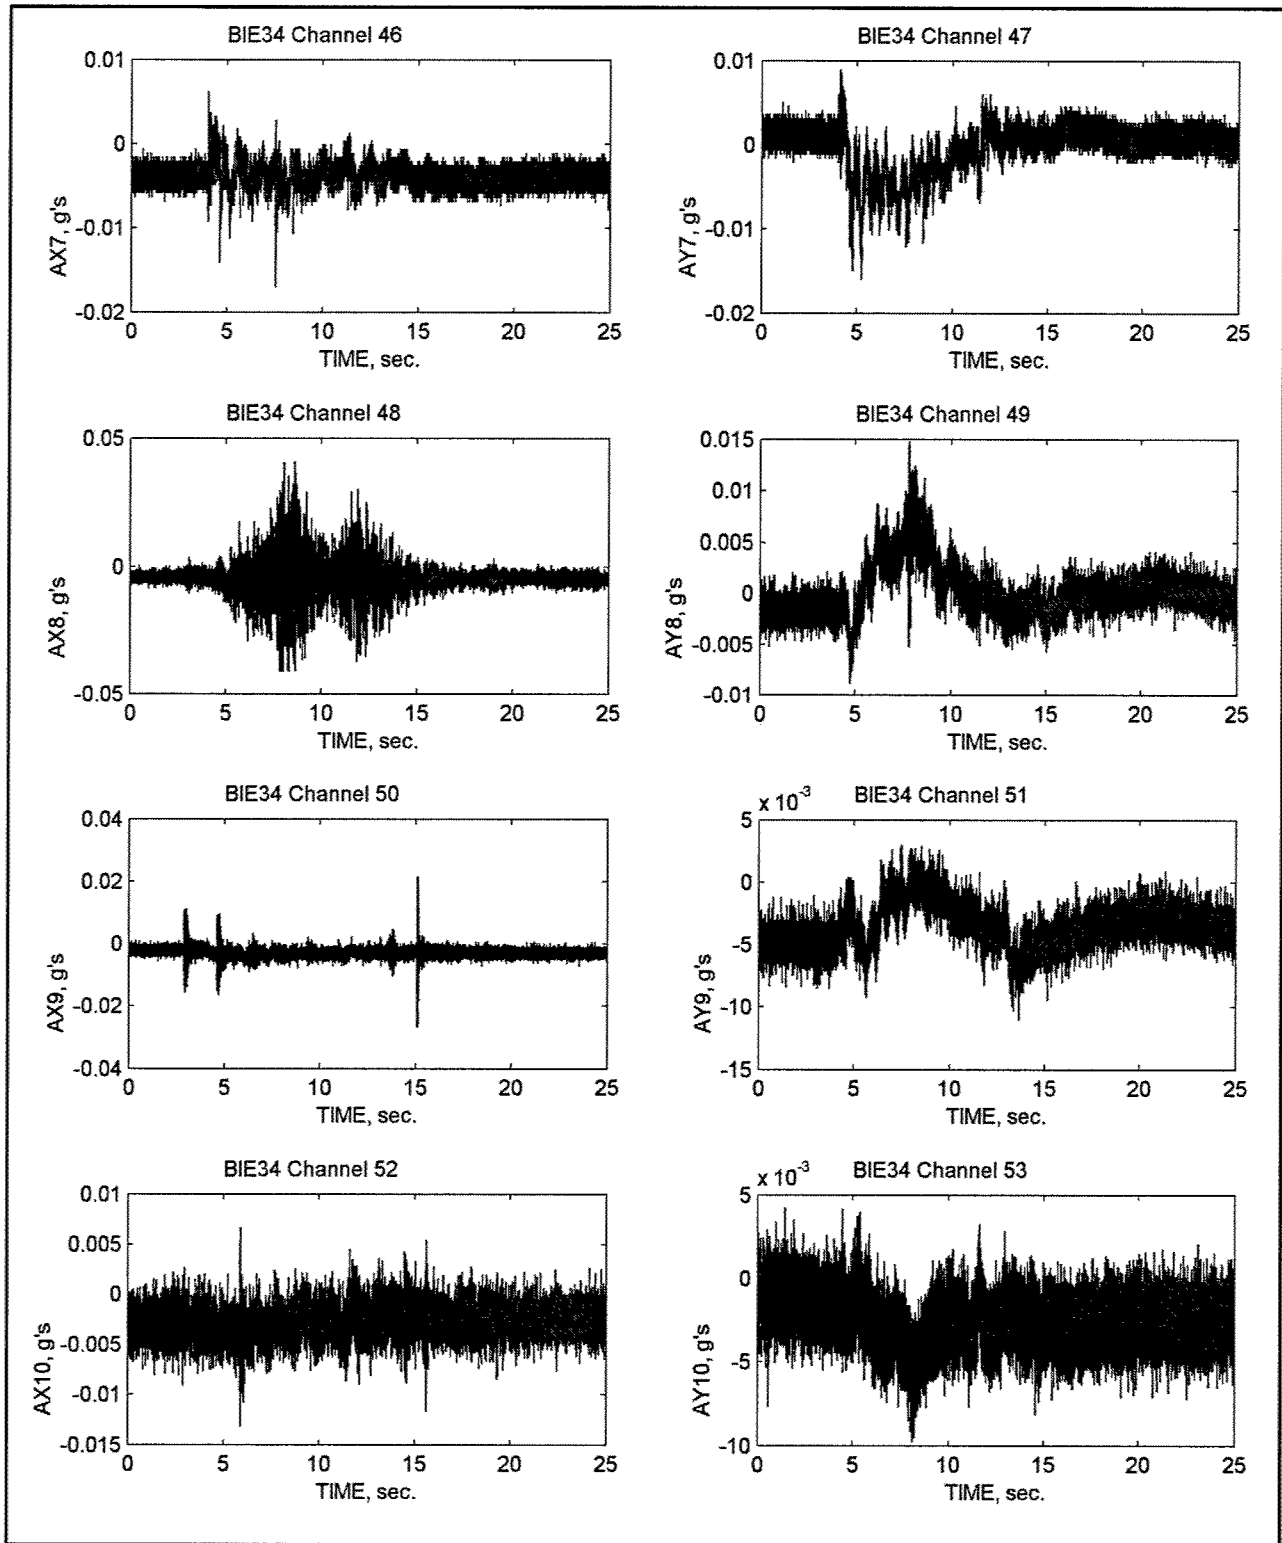 BIE34 Channel 46
0.01
0
-0.01
-0.02
AX7, g's
0 5 10 15 20 25
TIME, sec.
BIE34 Channel 47
0.01
0
-0.01
-0.02
AY7, g's
0 5 10 15 20 25
TIME, sec.
BIE34 Channel 48
0.05
0
-0.05
AX8, g's
0 5 10 15 20 25
TIME, sec.
BIE34 Channel 49
0.015
0.01
0.005
0
-0.005
-0.01
AY8, g's
0 5 10 15 20 25
TIME, sec.
BIE34 Channel 50
0.04
0.02
0
-0.02
-0.04
AX9, g's
0 5 10 15 20 25
TIME, sec.
x 10⁻³ BIE34 Channel 51
5
0
-5
-10
-15
AY9, g's
0 5 10 15 20 25
TIME, sec.
BIE34 Channel 52
0.01
0.005
0
-0.005
-0.01
-0.015
AX10, g's
0 5 10 15 20 25
TIME, sec.
x 10⁻³ BIE34 Channel 53
5
0
-5
-10
AY10, g's
0 5 10 15 20 25
TIME, sec.